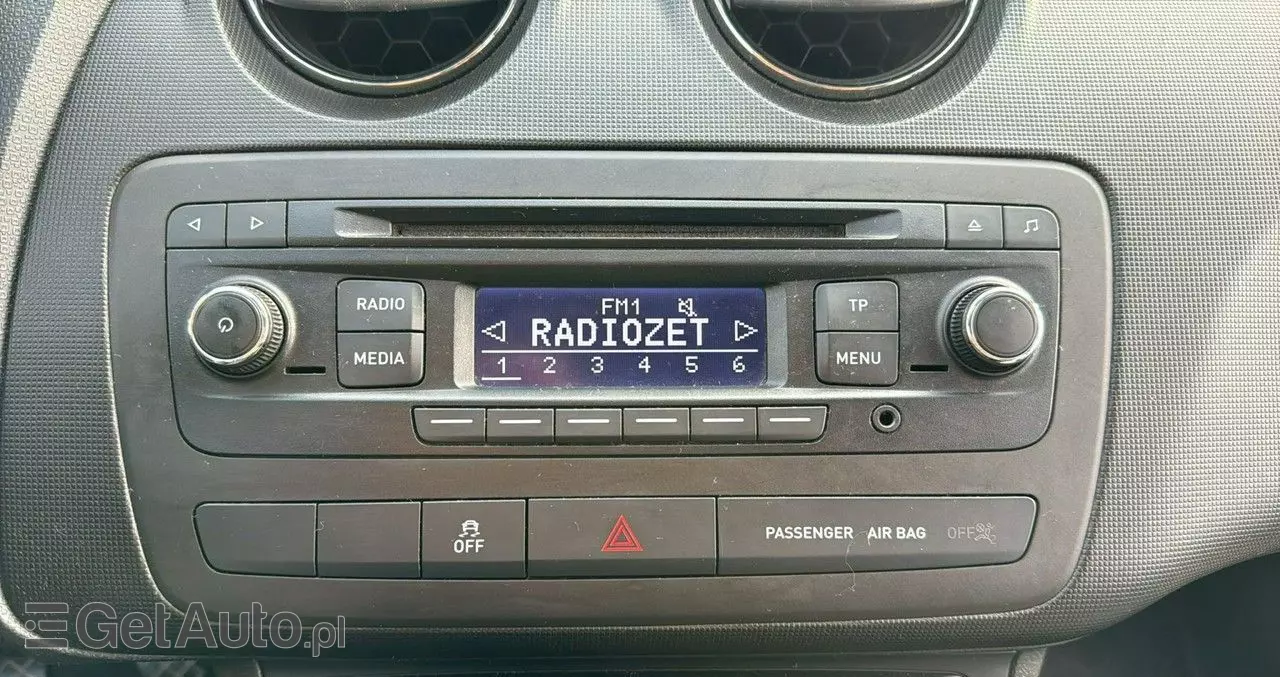 RADIO
MEDIA
FM1
RADIOZET
1 2 3 4 5 6
TP
MENU
OFF
PASSENGER AIR BAG OFF
GetAuto.pl